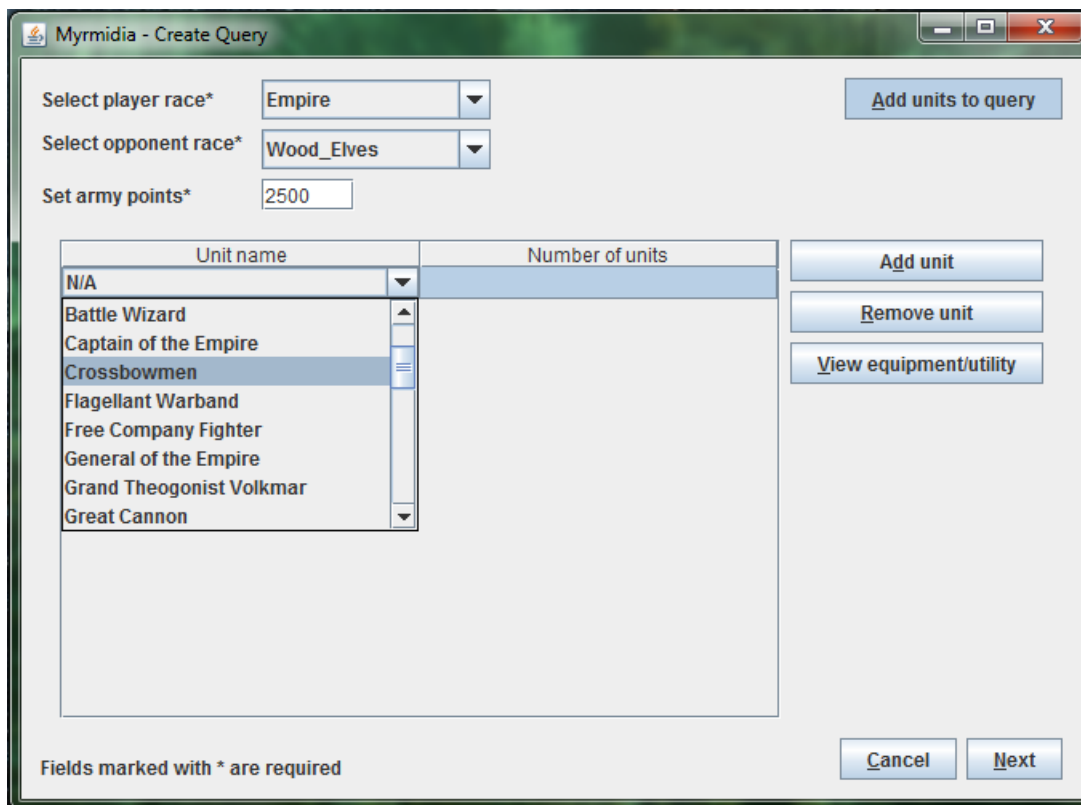 Myrmidia - Create Query
Select player race* Empire Add units to query
Select opponent race* Wood_Elves
Set army points* 2500
Unit name Number of units Add unit
N/A
Battle Wizard Remove unit
Captain of the Empire
Crossbowmen View equipment/utility
Flagellant Warband
Free Company Fighter
General of the Empire
Grand Theogonist Volkmar
Great Cannon
Fields marked with * are required Cancel Next